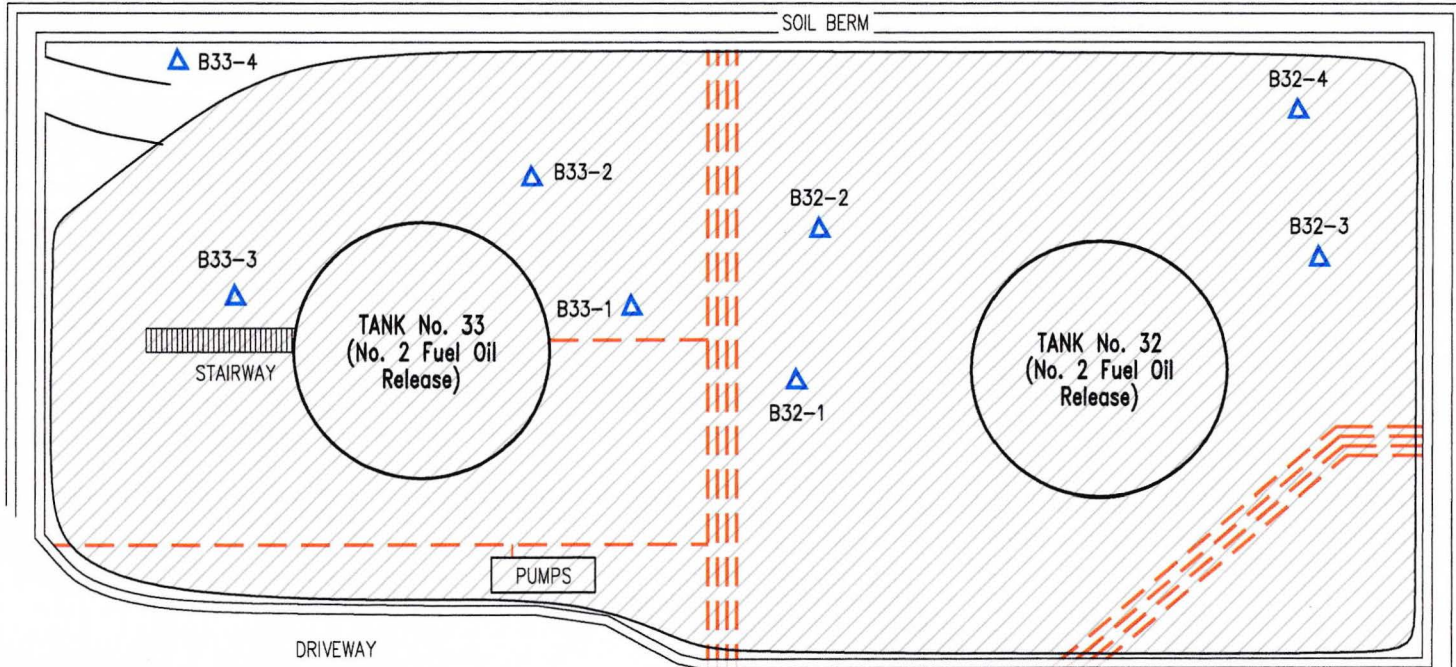 SOIL BERM
B33-4
B32-4
B33-2
B32-2
B32-3
B33-3
B33-1
TANK No. 33
(No. 2 Fuel Oil
Release)
TANK No. 32
(No. 2 Fuel Oil
Release)
STAIRWAY
B32-1
PUMPS
DRIVEWAY